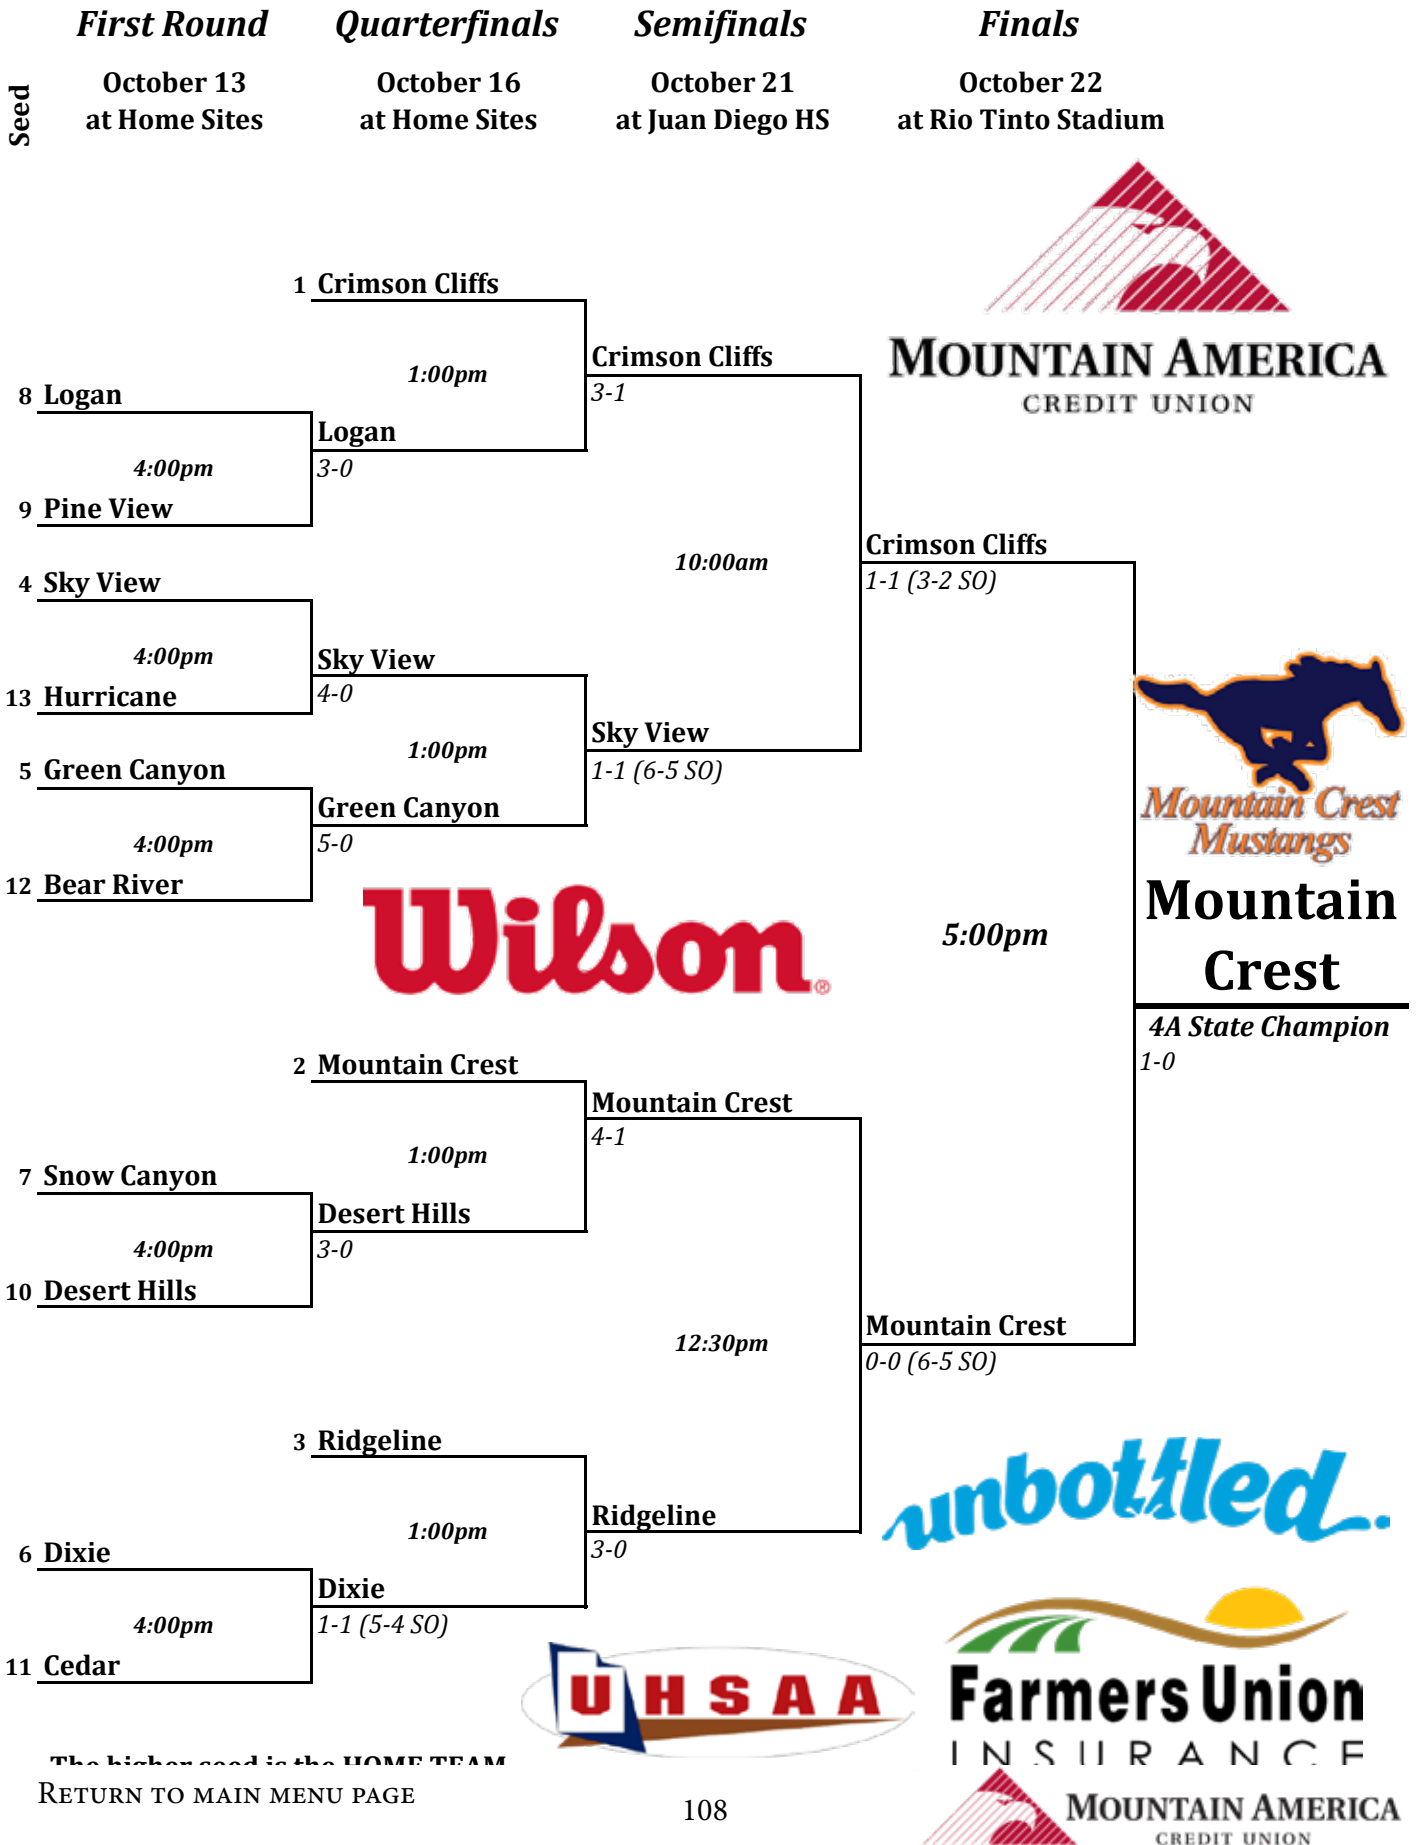 First Round Quarterfinals Semifinals Finals
Seed
October 13 October 16 October 21 October 22
at Home Sites at Home Sites at Juan Diego HS at Rio Tinto Stadium
MOUNTAIN AMERICA
CREDIT UNION
1 Crimson Cliffs
1:00pm
Crimson Cliffs
3-1
8 Logan
4:00pm
Logan
3-0
9 Pine View
10:00am
Crimson Cliffs
1-1 (3-2 SO)
4 Sky View
4:00pm
Sky View
4-0
13 Hurricane
1:00pm
Sky View
1-1 (6-5 SO)
5 Green Canyon
4:00pm
Green Canyon
5-0
12 Bear River
Wilson®
5:00pm
Mountain Crest
Mustangs
Mountain
Crest
4A State Champion
1-0
2 Mountain Crest
1:00pm
Mountain Crest
4-1
7 Snow Canyon
4:00pm
Desert Hills
3-0
10 Desert Hills
12:30pm
Mountain Crest
0-0 (6-5 SO)
3 Ridgeline
1:00pm
Ridgeline
3-0
6 Dixie
4:00pm
Dixie
1-1 (5-4 SO)
11 Cedar
unbottled.
UHSAA
Farmers Union
INSURANCE
The higher seed is the HOME TEAM
RETURN TO MAIN MENU PAGE
108
MOUNTAIN AMERICA
CREDIT UNION